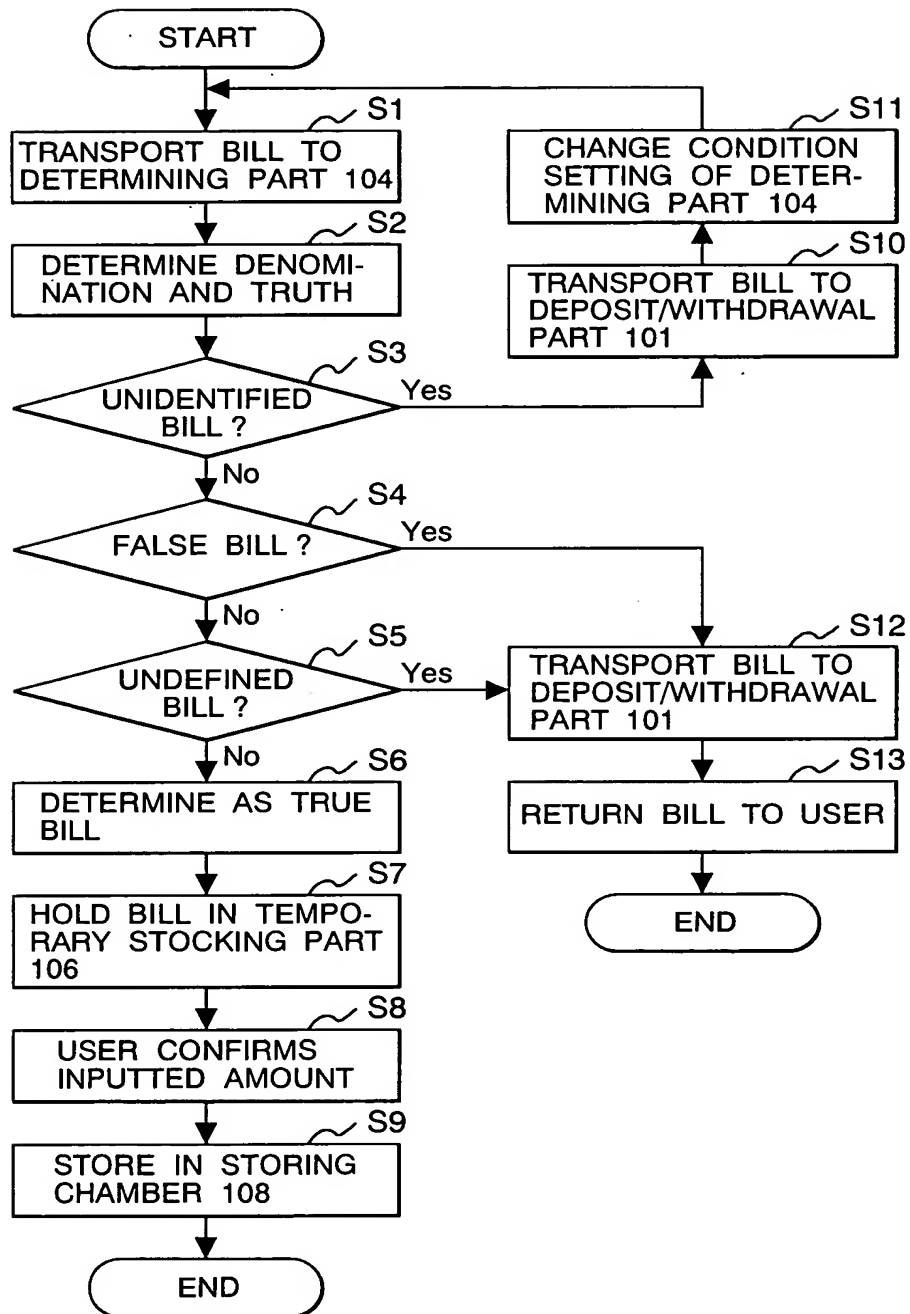 START
S1
TRANSPORT BILL TO
DETERMINING PART 104
S2
DETERMINE DENOMI-
NATION AND TRUTH
S3
UNIDENTIFIED
BILL ?
Yes
No
S4
FALSE BILL ?
Yes
No
S5
UNDEFINED
BILL ?
Yes
No
S6
DETERMINE AS TRUE
BILL
S7
HOLD BILL IN TEMPO-
RARY STOCKING PART
106
S8
USER CONFIRMS
INPUTTED AMOUNT
S9
STORE IN STORING
CHAMBER 108
END
S11
CHANGE CONDITION
SETTING OF DETER-
MINING PART 104
S10
TRANSPORT BILL TO
DEPOSIT/WITHDRAWAL
PART 101
S12
TRANSPORT BILL TO
DEPOSIT/WITHDRAWAL
PART 101
S13
RETURN BILL TO USER
END